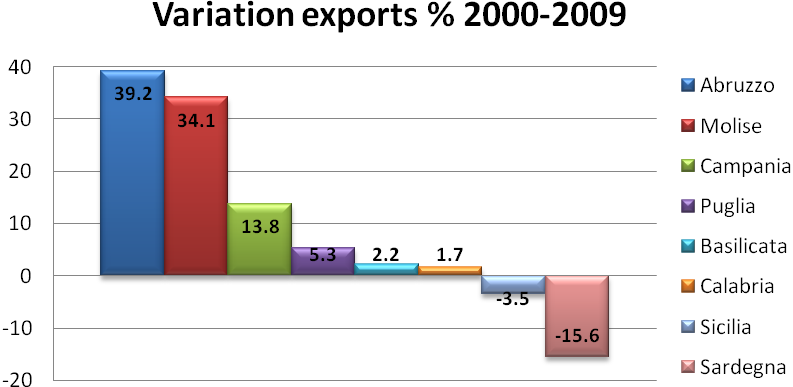 Variation exports % 2000-2009
40
30
20
10
0
-10
-20
39.2
34.1
13.8
5.3
2.2
1.7
-3.5
-15.6
Abruzzo
Molise
Campania
Puglia
Basilicata
Calabria
Sicilia
Sardegna